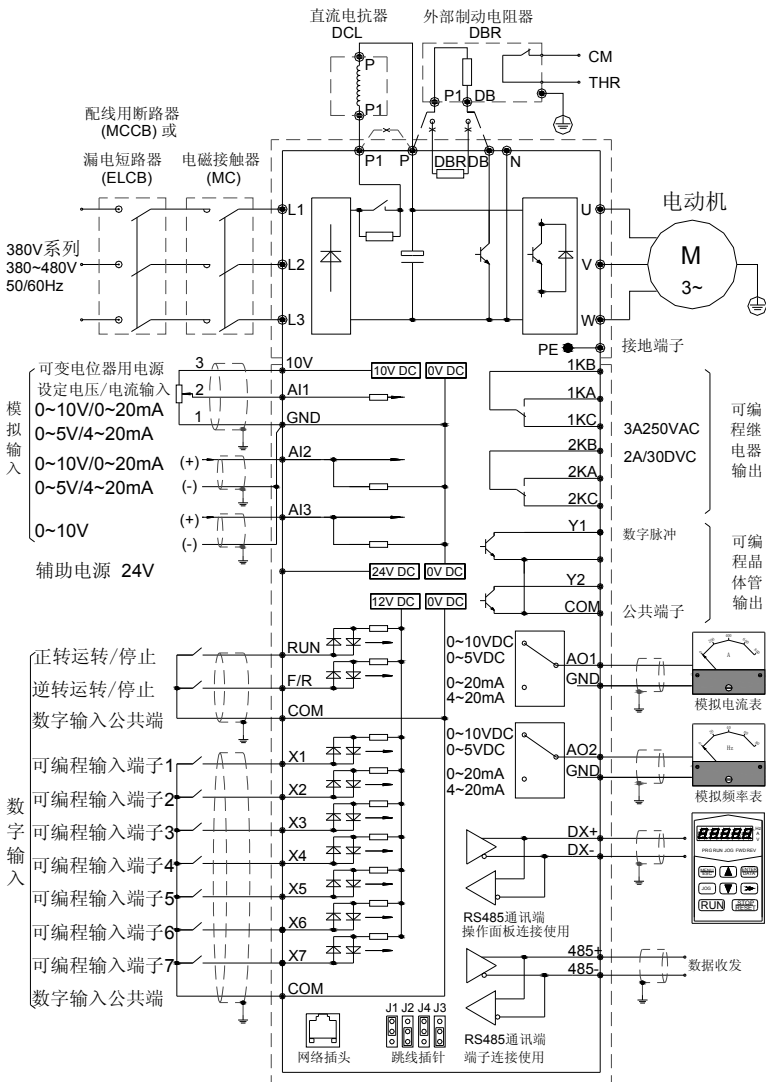 直流电抗器
DCL
外部制动电阻器
DBR
P
P1
CM
THR
P1 DB
配线用断路器
(MCCB) 或
漏电短路器
(ELCB)
电磁接触器
(MC)
P1 P DBR DB N
L1
L2
L3
380V系列
380~480V
50/60Hz
U
V
W
电动机
M
3~
PE
接地端子
模拟输入
可变电位器用电源
设定电压/电流输入
0~10V/0~20mA
0~5V/4~20mA
0~10V/0~20mA
0~5V/4~20mA
0~10V
3
2
1
(+)
(-)
(+)
(-)
10V
AI1
GND
AI2
AI3
10V DC 0V DC
辅助电源 24V
24V DC 0V DC
12V DC 0V DC
1KB
1KA
1KC
2KB
2KA
2KC
3A250VAC
2A/30DVC
可编程继电器输出
Y1
数字脉冲
Y2
COM
公共端子
可编程晶体管输出
正转运转/停止
逆转运转/停止
数字输入公共端
RUN
F/R
COM
0~10VDC
0~5VDC
0~20mA
4~20mA
AO1
GND
A
模拟电流表
0~10VDC
0~5VDC
0~20mA
4~20mA
AO2
GND
Hz
模拟频率表
数字输入
可编程输入端子1
可编程输入端子2
可编程输入端子3
可编程输入端子4
可编程输入端子5
可编程输入端子6
可编程输入端子7
数字输入公共端
X1
X2
X3
X4
X5
X6
X7
COM
DX+
DX-
RS485通讯端
操作面板连接使用
88888
PRG RUN JOG FWD REV
MENU
ESC
ENTER
DATA
JOG
RUN
STOP
RESET
485+
485-
数据收发
RS485通讯端
端子连接使用
网络插头
J1 J2 J4 J3
跳线插针